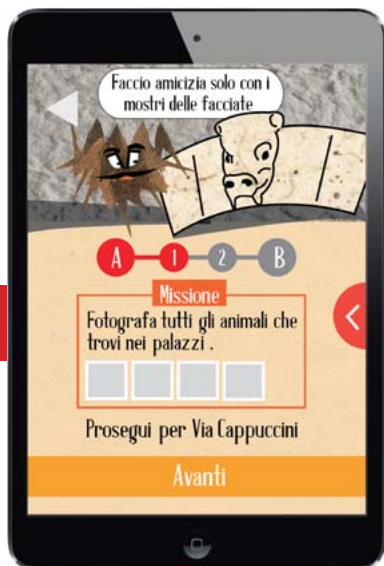 Faccio amicizia solo con i
mostri delle facciate
A 1 2 B
Missione
Fotografa tutti gli animali che
trovi nei palazzi .
Prosegui per Via Cappuccini
Avanti